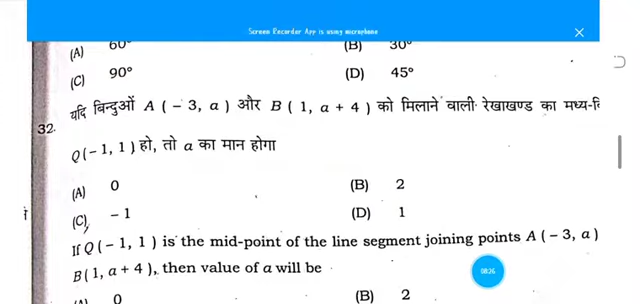 Screen Recorder App is using microphone
(A) 60° (B) 30°
(C) 90° (D) 45°
32. यदि बिन्दुओं A ( – 3, a ) और B ( 1, a + 4 ) को मिलाने वाली रेखाखण्ड का मध्य-
Q ( – 1, 1 ) हो, तो a का मान होगा
(A) 0 (B) 2
(C) – 1 (D) 1
If Q ( – 1, 1 ) is the mid-point of the line segment joining points A ( – 3, a )
B ( 1, a + 4 ), then value of a will be
(A) 0 (B) 2
08:26